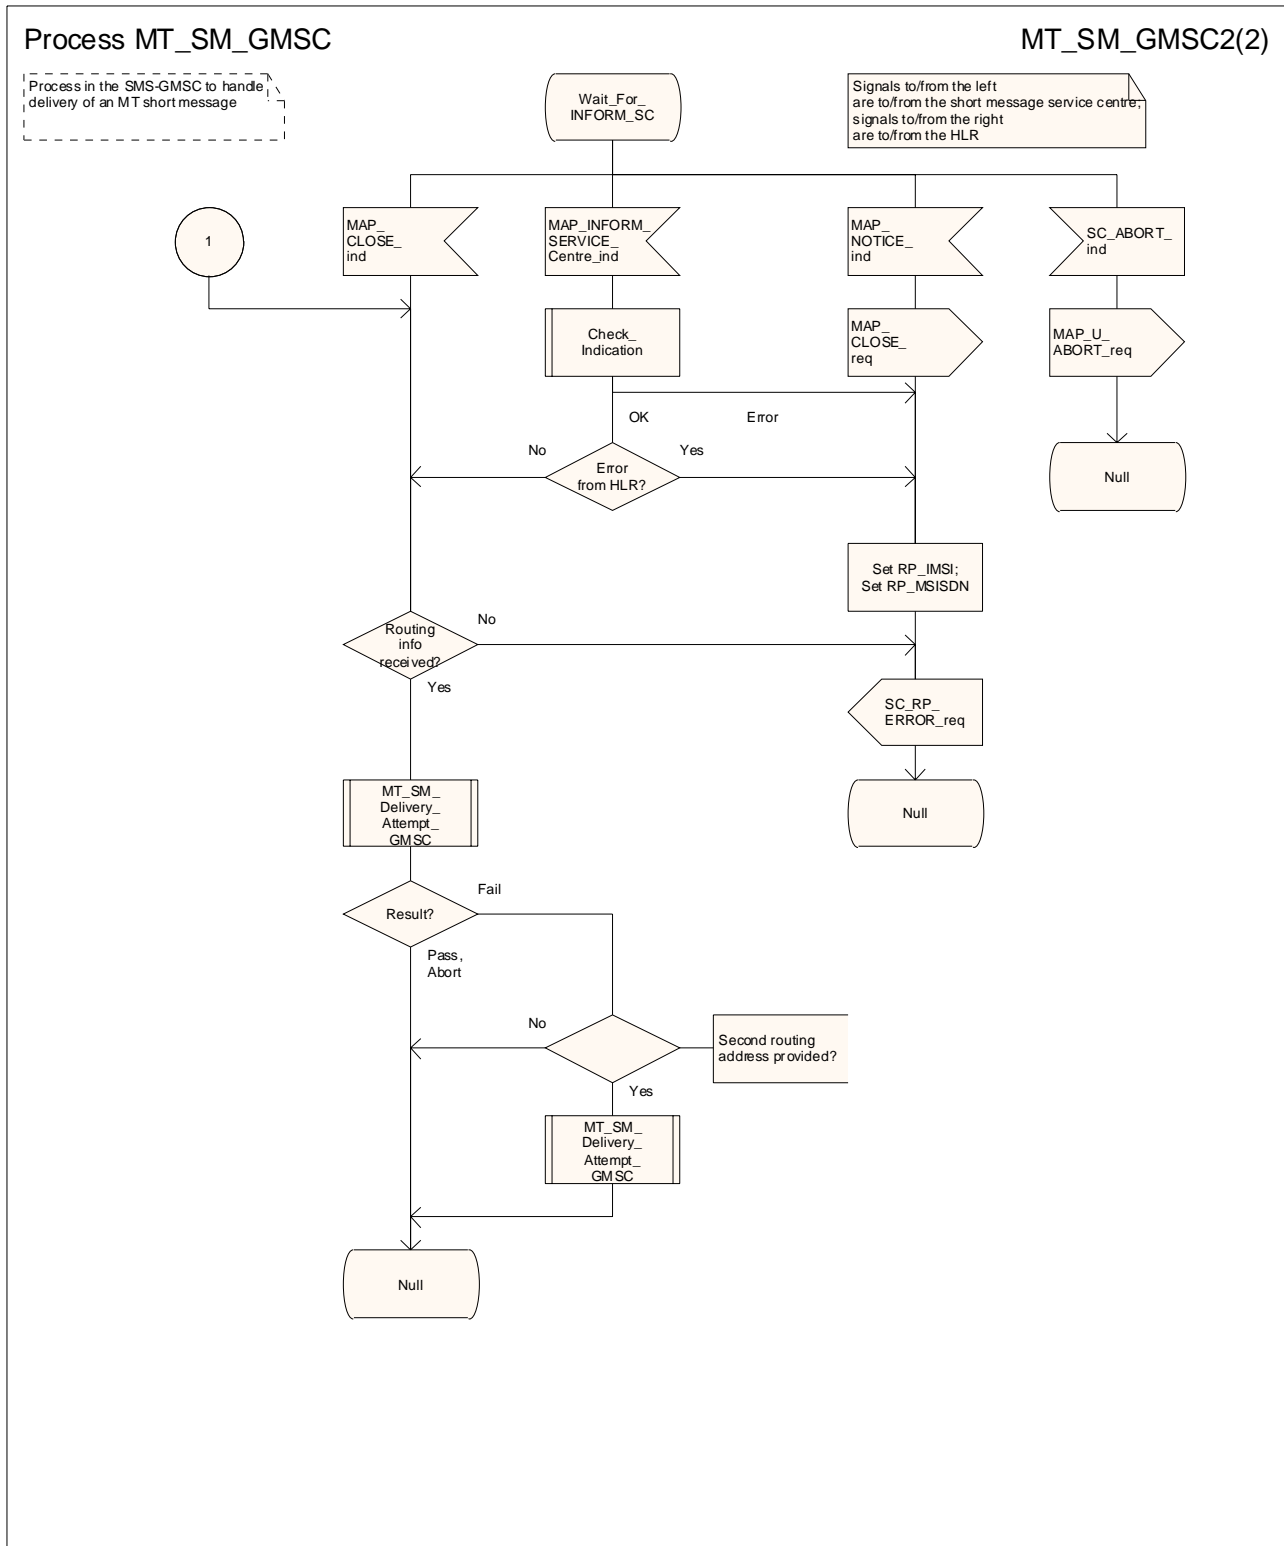 Process MT_SM_GMSC
MT_SM_GMSC2(2)
Process in the SMS-GMSC to handle
delivery of an MT short message
Wait_For_
INFORM_SC
Signals to/from the left
are to/from the short message service centre;
signals to/from the right
are to/from the HLR
1
MAP_
CLOSE_
ind
MAP_INFORM_
SERVICE_
Centre_ind
MAP_
NOTICE_
ind
SC_ABORT_
ind
Check_
Indication
MAP_
CLOSE_
req
MAP_U_
ABORT_req
OK
Error
No
Yes
Error
from HLR?
Null
Set RP_IMSI;
Set RP_MSISDN
No
Routing
info
received?
Yes
SC_RP_
ERROR_req
MT_SM_
Delivery_
Attempt_
GMSC
Null
Fail
Result?
Pass,
Abort
No
Second routing
address provided?
Yes
MT_SM_
Delivery_
Attempt_
GMSC
Null